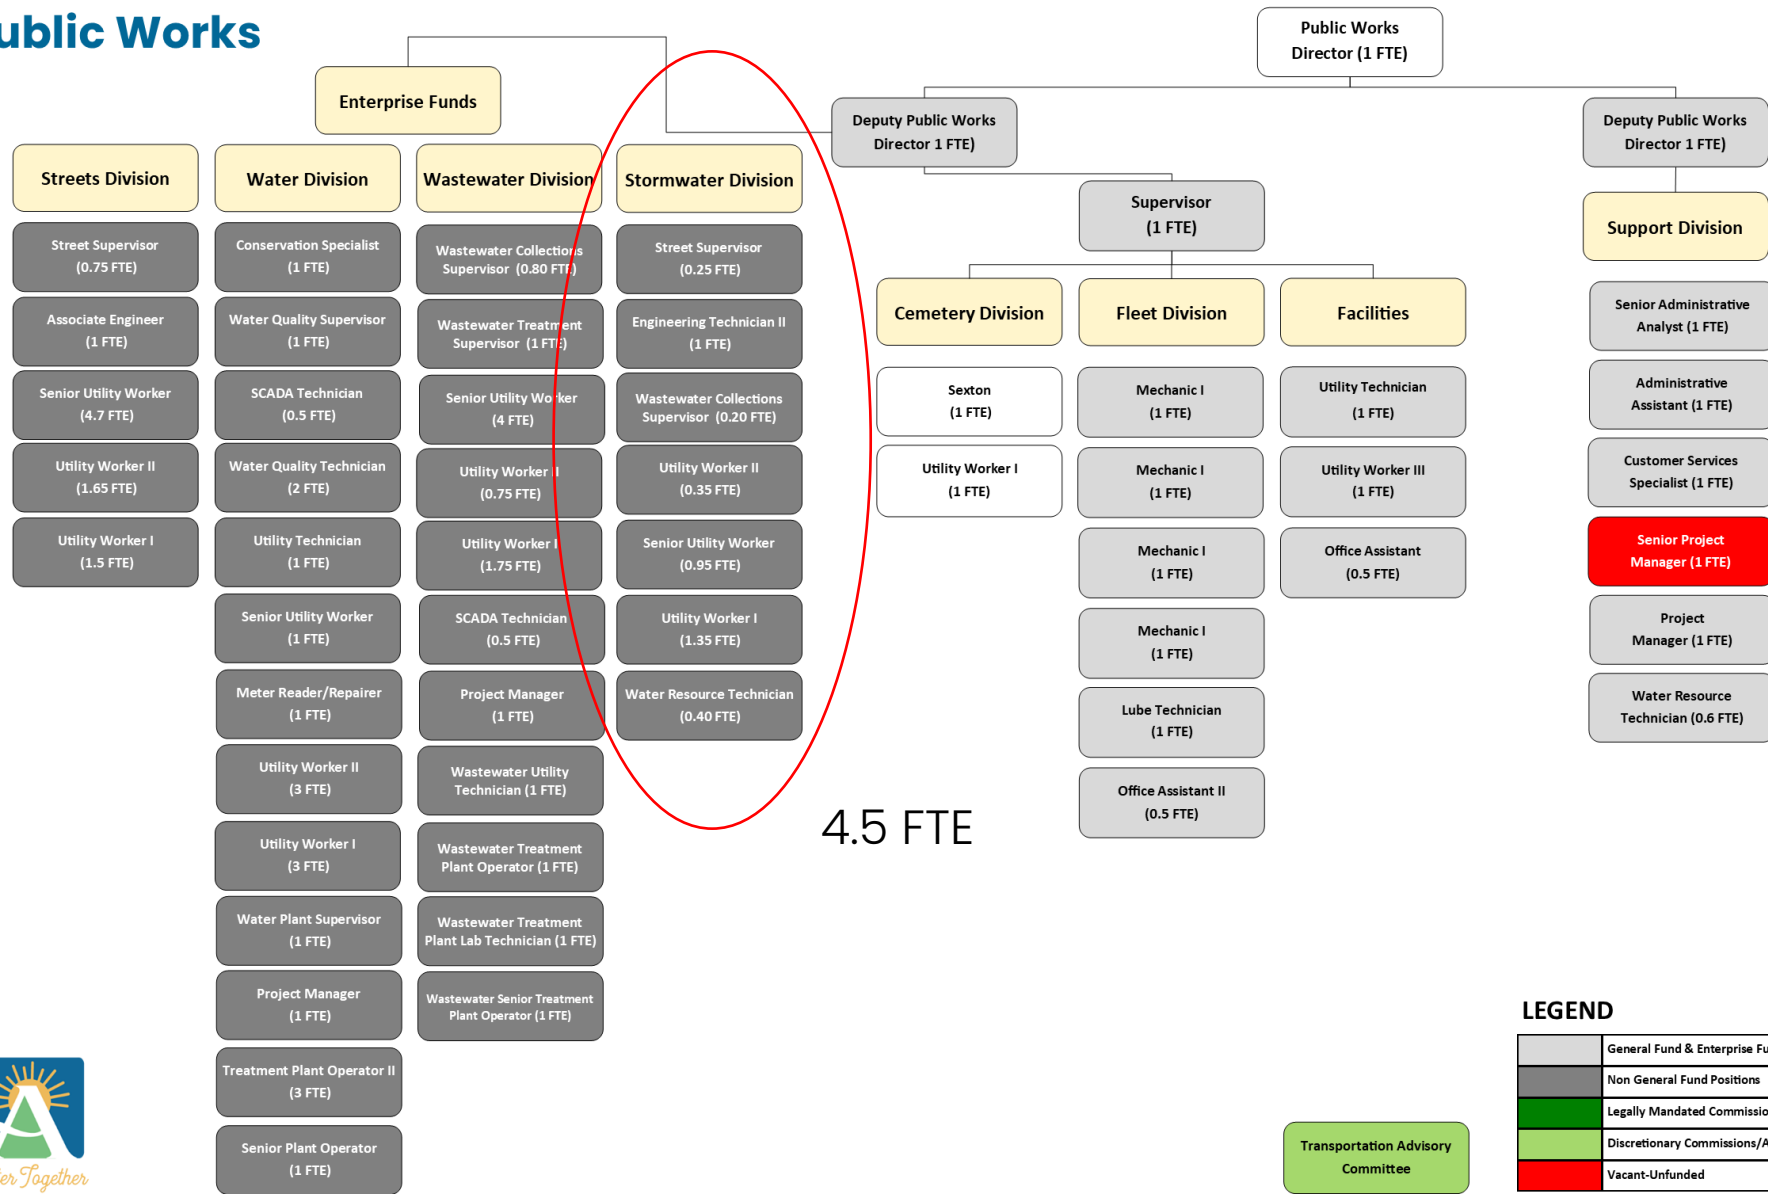 ublic Works
Public Works
Director (1 FTE)
Enterprise Funds
Deputy Public Works
Director 1 FTE)
Deputy Public Works
Director 1 FTE)
Streets Division
Street Supervisor
(0.75 FTE)
Associate Engineer
(1 FTE)
Senior Utility Worker
(4.7 FTE)
Utility Worker II
(1.65 FTE)
Utility Worker I
(1.5 FTE)
Water Division
Conservation Specialist
(1 FTE)
Water Quality Supervisor
(1 FTE)
SCADA Technician
(0.5 FTE)
Water Quality Technician
(2 FTE)
Utility Technician
(1 FTE)
Senior Utility Worker
(1 FTE)
Meter Reader/Repairer
(1 FTE)
Utility Worker II
(3 FTE)
Utility Worker I
(3 FTE)
Water Plant Supervisor
(1 FTE)
Project Manager
(1 FTE)
Treatment Plant Operator II
(3 FTE)
Senior Plant Operator
(1 FTE)
Wastewater Division
Wastewater Collections
Supervisor (0.80 FTE)
Wastewater Treatment
Supervisor (1 FTE)
Senior Utility Worker
(4 FTE)
Utility Worker II
(0.75 FTE)
Utility Worker I
(1.75 FTE)
SCADA Technician
(0.5 FTE)
Project Manager
(1 FTE)
Wastewater Utility
Technician (1 FTE)
Wastewater Treatment
Plant Operator (1 FTE)
Wastewater Treatment
Plant Lab Technician (1 FTE)
Wastewater Senior Treatment
Plant Operator (1 FTE)
Stormwater Division
Street Supervisor
(0.25 FTE)
Engineering Technician II
(1 FTE)
Wastewater Collections
Supervisor (0.20 FTE)
Utility Worker II
(0.35 FTE)
Senior Utility Worker
(0.95 FTE)
Utility Worker I
(1.35 FTE)
Water Resource Technician
(0.40 FTE)
4.5 FTE
Supervisor
(1 FTE)
Cemetery Division
Sexton
(1 FTE)
Utility Worker I
(1 FTE)
Fleet Division
Mechanic I
(1 FTE)
Mechanic I
(1 FTE)
Mechanic I
(1 FTE)
Mechanic I
(1 FTE)
Lube Technician
(1 FTE)
Office Assistant II
(0.5 FTE)
Facilities
Utility Technician
(1 FTE)
Utility Worker III
(1 FTE)
Office Assistant
(0.5 FTE)
Support Division
Senior Administrative
Analyst (1 FTE)
Administrative
Assistant (1 FTE)
Customer Services
Specialist (1 FTE)
Senior Project
Manager (1 FTE)
Project
Manager (1 FTE)
Water Resource
Technician (0.6 FTE)
Transportation Advisory
Committee
LEGEND
General Fund & Enterprise Fu
Non General Fund Positions
Legally Mandated Commissio
Discretionary Commissions/A
Vacant-Unfunded
ter Together